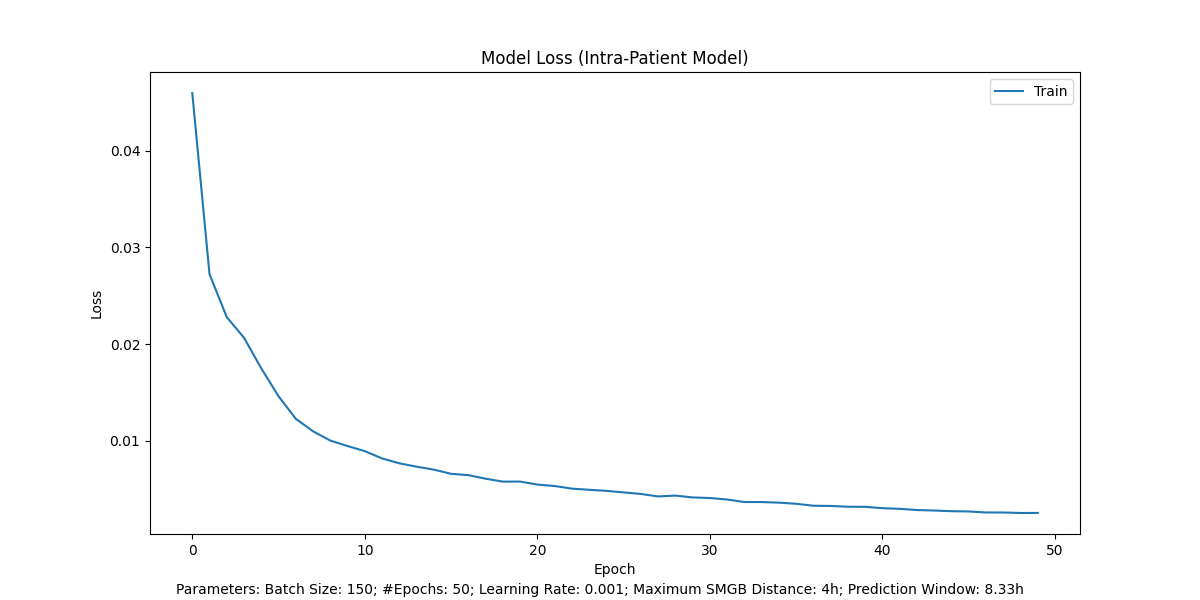 Model Loss (Intra-Patient Model)
Train
0.04
0.03
0.02
0.01
Loss
0
10
20
30
40
50
Epoch
Parameters: Batch Size: 150; #Epochs: 50; Learning Rate: 0.001; Maximum SMGB Distance: 4h; Prediction Window: 8.33h